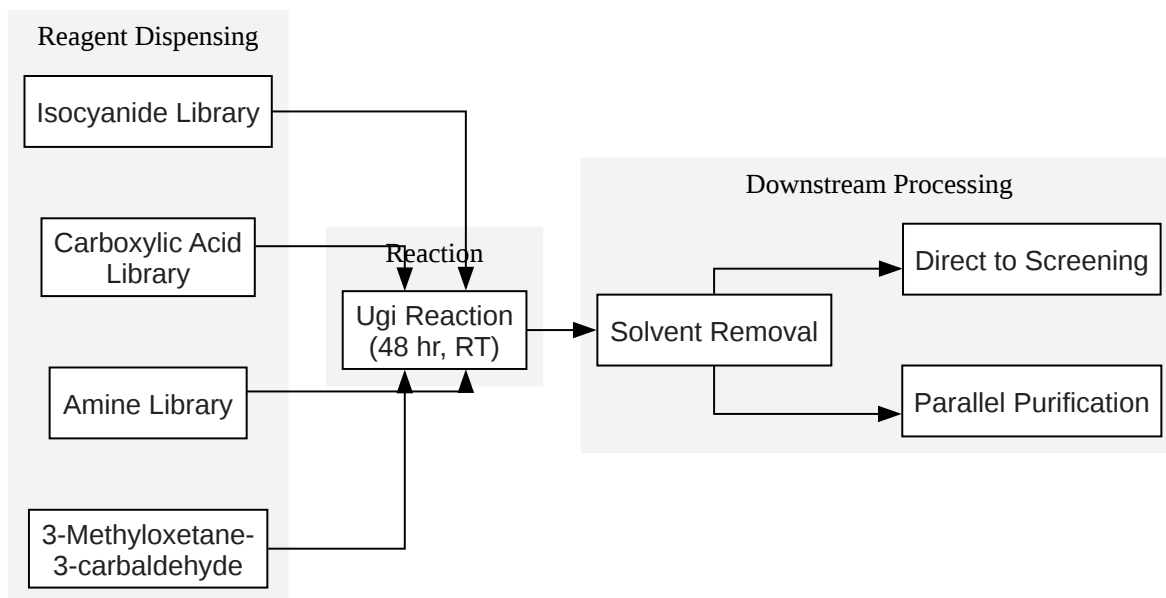 Reagent Dispensing
Isocyanide Library
Carboxylic Acid
Library
Amine Library
3-Methyloxetane-
3-carbaldehyde
Reaction
Ugi Reaction
(48 hr, RT)
Downstream Processing
Solvent Removal
Direct to Screening
Parallel Purification